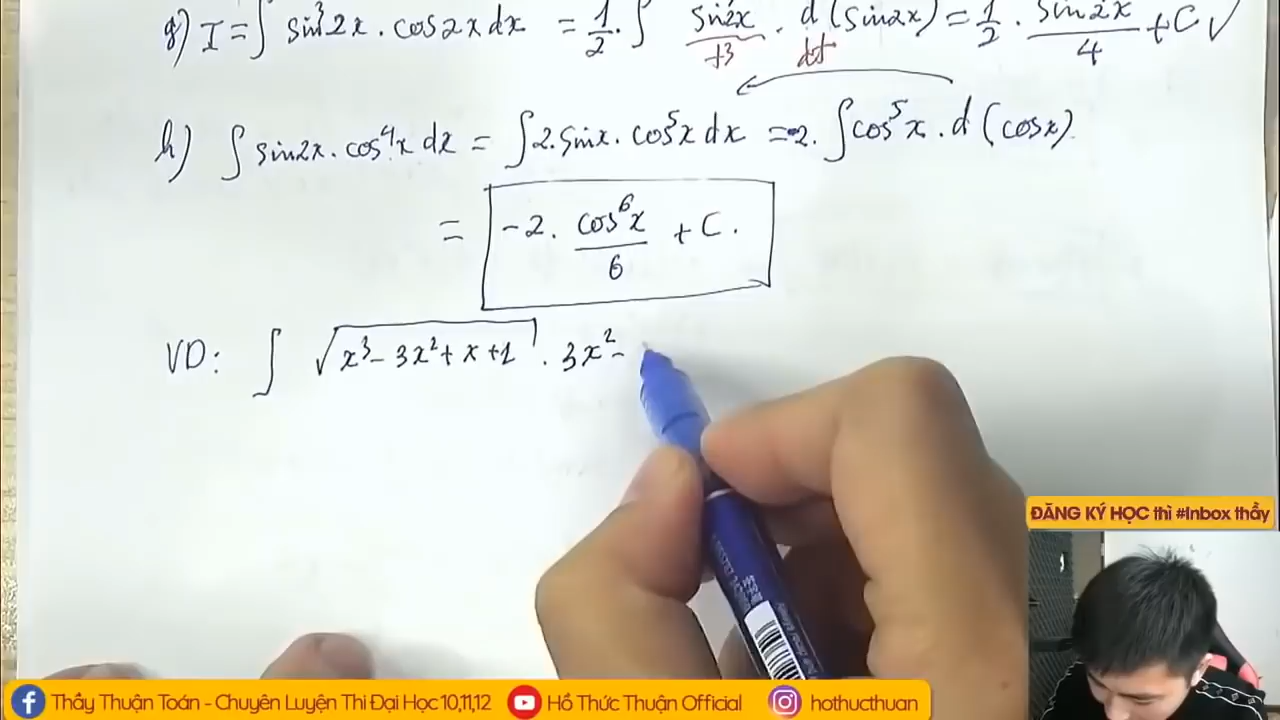 g) I = ∫ sin³2x . cos2x dx = 1/2 . ∫ sin³2x . d(sin2x) = 1/2 . sin⁴2x/4 + C ✓
t³ dt
h) ∫ sin2x . cos⁴x dx = ∫ 2.sinx . cos⁵x dx = -2 . ∫ cos⁵x . d(cosx).
= -2 . cos⁶x/6 + C .
VD: ∫ √(x³ - 3x² + x + 1) . 3x² -
ĐĂNG KÝ HỌC thì #Inbox thầy
Thầy Thuận Toán - Chuyên Luyện Thi Đại Học 10,11,12
Hồ Thức Thuận Official
hothucthuan